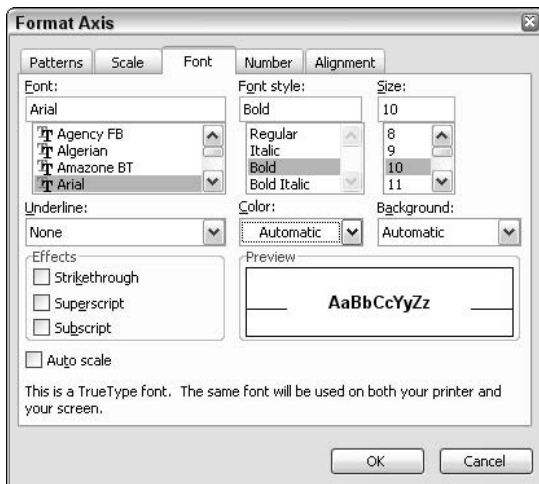 Format Axis
Patterns Scale Font Number Alignment
Font: Font style: Size:
Arial Bold 10
Agency FB Regular 8
Algerian Italic 9
Amazone BT Bold 10
Arial Bold Italic 11
Underline: Color: Background:
None Automatic Automatic
Effects Preview
Strikethrough
Superscript AaBbCcYyZz
Subscript
Auto scale
This is a TrueType font. The same font will be used on both your printer and
your screen.
OK Cancel